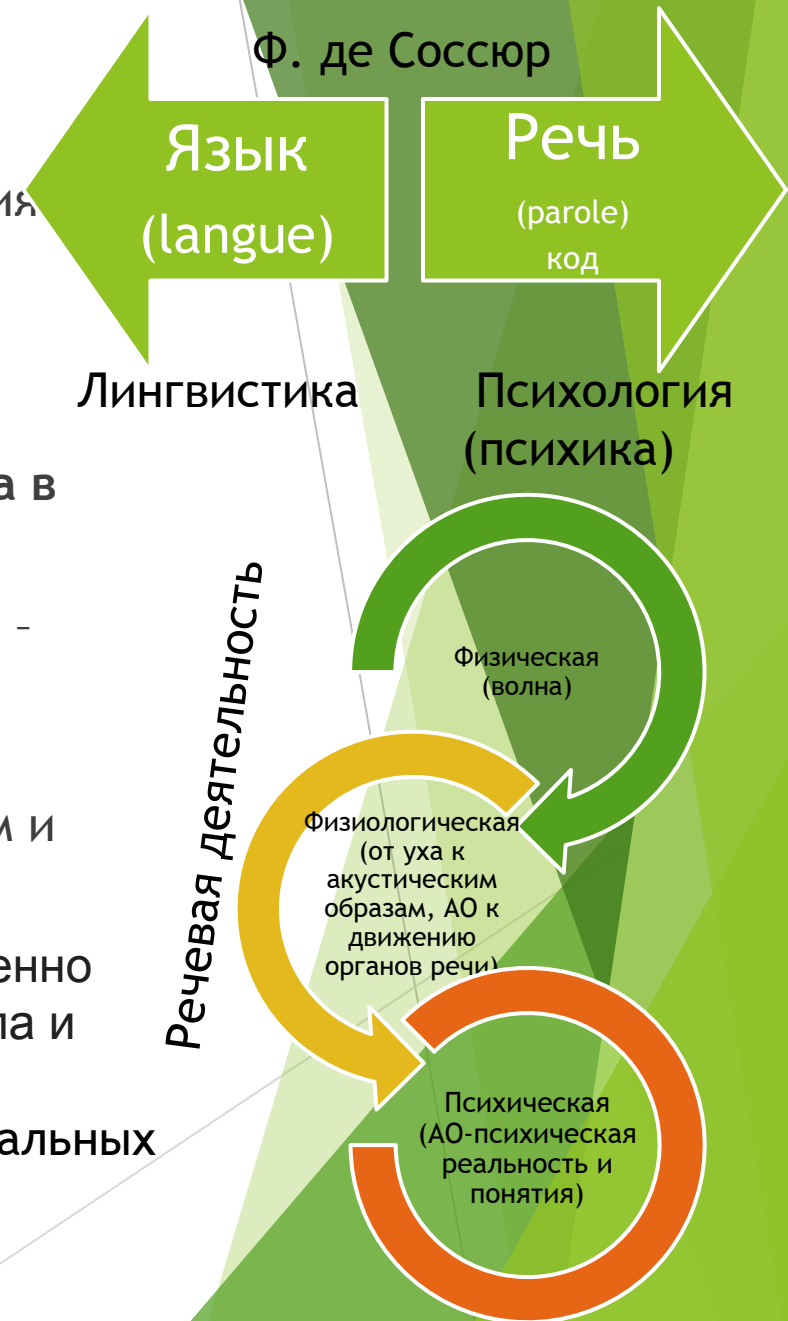 Ф. де Соссюр
Язык
(langue)
Речь
(parole)
код
Лингвистика
Психология
(психика)
а в
-
м и
Речевая деятельность
Физическая
(волна)
Физиологическая
(от уха к
акустическим
образам, АО к
движению
органов речи)
Психическая
(АО-психическая
реальность и
понятия)